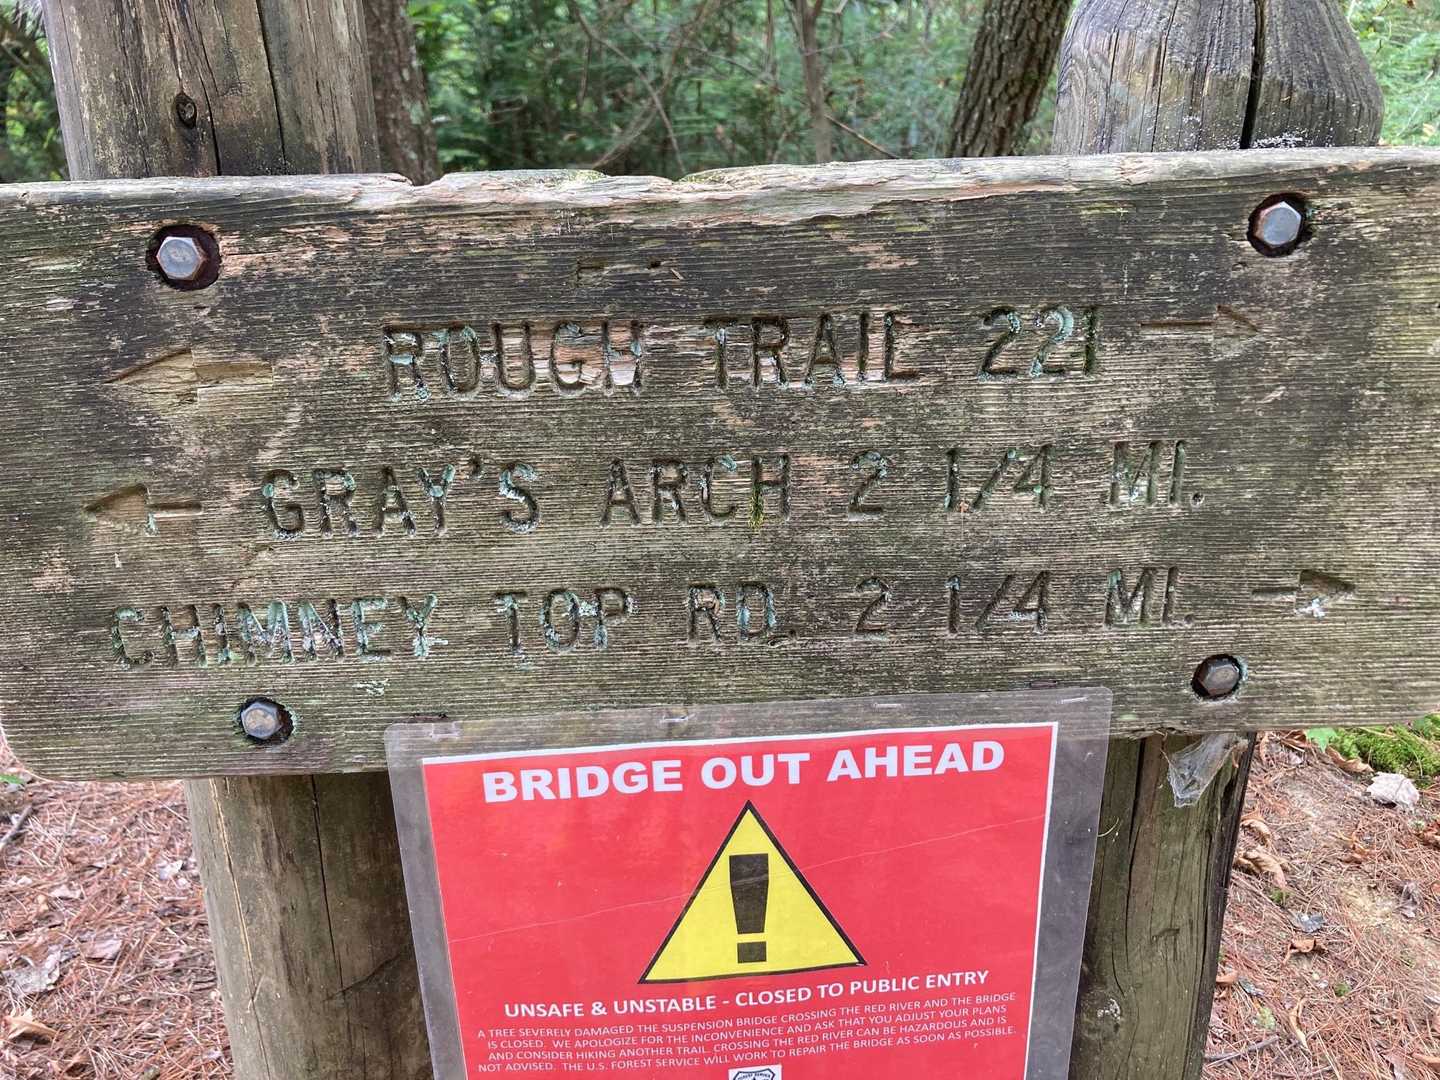 ROUGH TRAIL 221
GRAY'S ARCH 2 1/4 MI.
CHIMNEY TOP RD. 2 1/4 MI.
BRIDGE OUT AHEAD
!
UNSAFE & UNSTABLE - CLOSED TO PUBLIC ENTRY
A TREE SEVERELY DAMAGED THE SUSPENSION BRIDGE CROSSING THE RED RIVER AND THE BRIDGE
IS CLOSED. WE APOLOGIZE FOR THE INCONVENIENCE AND ASK THAT YOU ADJUST YOUR PLANS
AND CONSIDER HIKING ANOTHER TRAIL. CROSSING THE RED RIVER CAN BE HAZARDOUS AND IS
NOT ADVISED. THE U.S. FOREST SERVICE WILL WORK TO REPAIR THE BRIDGE AS SOON AS POSSIBLE.
FOREST SERVICE